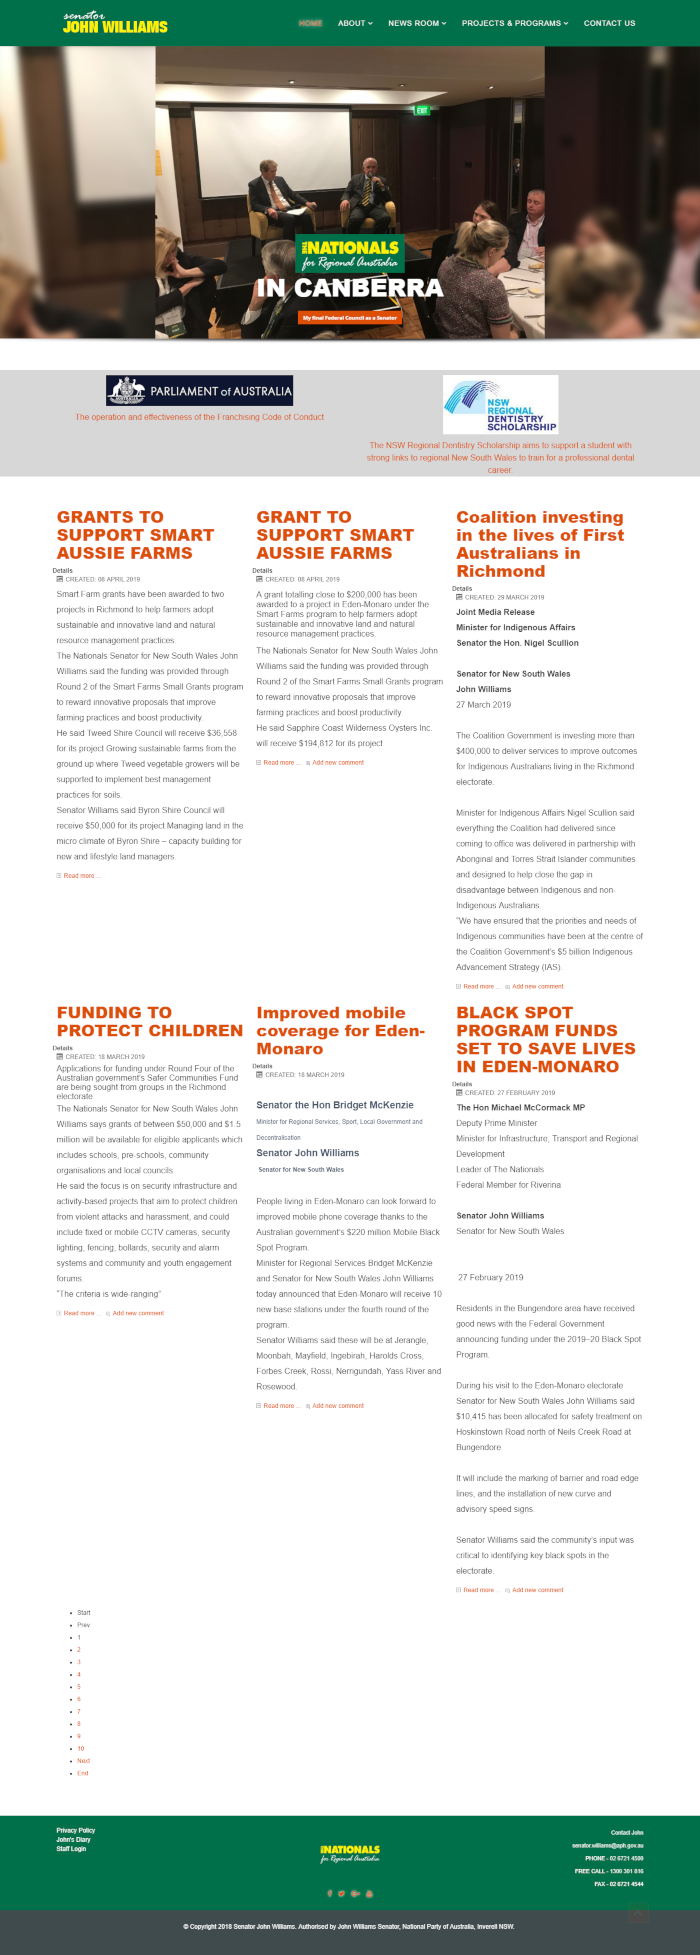 senator
JOHN WILLIAMS
HOME
ABOUT
NEWS ROOM
PROJECTS & PROGRAMS
CONTACT US
EXIT
THE NATIONALS
for Regional Australia
IN CANBERRA
My final Federal Council as a Senator
AUSTRALIA
PARLIAMENT of AUSTRALIA
The operation and effectiveness of the Franchising Code of Conduct
NSW
REGIONAL
DENTISTRY
SCHOLARSHIP
The NSW Regional Dentistry Scholarship aims to support a student with
strong links to regional New South Wales to train for a professional dental
career.
GRANTS TO
SUPPORT SMART
AUSSIE FARMS
Details
CREATED: 08 APRIL 2019
Smart Farm grants have been awarded to two
projects in Richmond to help farmers adopt
sustainable and innovative land and natural
resource management practices.
The Nationals Senator for New South Wales John
Williams said the funding was provided through
Round 2 of the Smart Farms Small Grants program
to reward innovative proposals that improve
farming practices and boost productivity.
He said Tweed Shire Council will receive $36,558
for its project Growing sustainable farms from the
ground up where Tweed vegetable growers will be
supported to implement best management
practices for soils.
Senator Williams said Byron Shire Council will
receive $50,000 for its project Managing land in the
micro climate of Byron Shire – capacity building for
new and lifestyle land managers.
Read more ...
GRANT TO
SUPPORT SMART
AUSSIE FARMS
Details
CREATED: 08 APRIL 2019
A grant totalling close to $200,000 has been
awarded to a project in Eden-Monaro under the
Smart Farms program to help farmers adopt
sustainable and innovative land and natural
resource management practices.
The Nationals Senator for New South Wales John
Williams said the funding was provided through
Round 2 of the Smart Farms Small Grants program
to reward innovative proposals that improve
farming practices and boost productivity
He said Sapphire Coast Wilderness Oysters Inc.
will receive $194,812 for its project
Read more ... Add new comment
Coalition investing
in the lives of First
Australians in
Richmond
Details
CREATED: 29 MARCH 2019
Joint Media Release
Minister for Indigenous Affairs
Senator the Hon. Nigel Scullion
Senator for New South Wales
John Williams
27 March 2019
The Coalition Government is investing more than
$400,000 to deliver services to improve outcomes
for Indigenous Australians living in the Richmond
electorate.
Minister for Indigenous Affairs Nigel Scullion said
everything the Coalition had delivered since
coming to office was delivered in partnership with
Aboriginal and Torres Strait Islander communities
and designed to help close the gap in
disadvantage between Indigenous and non-
Indigenous Australians.
"We have ensured that the priorities and needs of
Indigenous communities have been at the centre of
the Coalition Government's $5 billion Indigenous
Advancement Strategy (IAS).
Read more ... Add new comment
FUNDING TO
PROTECT CHILDREN
Details
CREATED: 18 MARCH 2019
Applications for funding under Round Four of the
Australian government's Safer Communities Fund
are being sought from groups in the Richmond
electorate.
The Nationals Senator for New South Wales John
Williams says grants of between $50,000 and $1.5
million will be available for eligible applicants which
includes schools, pre-schools, community
organisations and local councils.
He said the focus is on security infrastructure and
activity-based projects that aim to protect children
from violent attacks and harassment, and could
include fixed or mobile CCTV cameras, security
lighting, fencing, bollards, security and alarm
systems and community and youth engagement
forums.
"The criteria is wide-ranging"
Read more ... Add new comment
Improved mobile
coverage for Eden-
Monaro
Details
CREATED: 18 MARCH 2019
Senator the Hon Bridget McKenzie
Minister for Regional Services, Sport, Local Government and
Decentralisation
Senator John Williams
Senator for New South Wales
People living in Eden-Monaro can look forward to
improved mobile phone coverage thanks to the
Australian government's $220 million Mobile Black
Spot Program.
Minister for Regional Services Bridget McKenzie
and Senator for New South Wales John Williams
today announced that Eden-Monaro will receive 10
new base stations under the fourth round of the
program.
Senator Williams said these will be at Jerangle,
Moonbah, Mayfield, Ingebirah, Harolds Cross,
Forbes Creek, Rossi, Nerrigundah, Yass River and
Rosewood.
Read more ... Add new comment
BLACK SPOT
PROGRAM FUNDS
SET TO SAVE LIVES
IN EDEN-MONARO
Details
CREATED: 27 FEBRUARY 2019
The Hon Michael McCormack MP
Deputy Prime Minister
Minister for Infrastructure, Transport and Regional
Development
Leader of The Nationals
Federal Member for Riverina
Senator John Williams
Senator for New South Wales
27 February 2019
Residents in the Bungendore area have received
good news with the Federal Government
announcing funding under the 2019–20 Black Spot
Program.
During his visit to the Eden-Monaro electorate
Senator for New South Wales John Williams said
$10,415 has been allocated for safety treatment on
Hoskinstown Road north of Neils Creek Road at
Bungendore
It will include the marking of barrier and road edge
lines, and the installation of new curve and
advisory speed signs.
Senator Williams said the community's input was
critical to identifying key black spots in the
electorate.
Read more ... Add new comment
Start
Prev
1
2
3
4
5
6
7
8
9
10
Next
End
Privacy Policy
John's Diary
Staff Login
THE NATIONALS
for Regional Australia
Contact John
senator.williams@aph.gov.au
PHONE - 02 6721 4500
FREE CALL - 1300 301 016
FAX - 02 6721 4544
© Copyright 2018 Senator John Williams. Authorised by John Williams Senator, National Party of Australia, Inverell NSW.